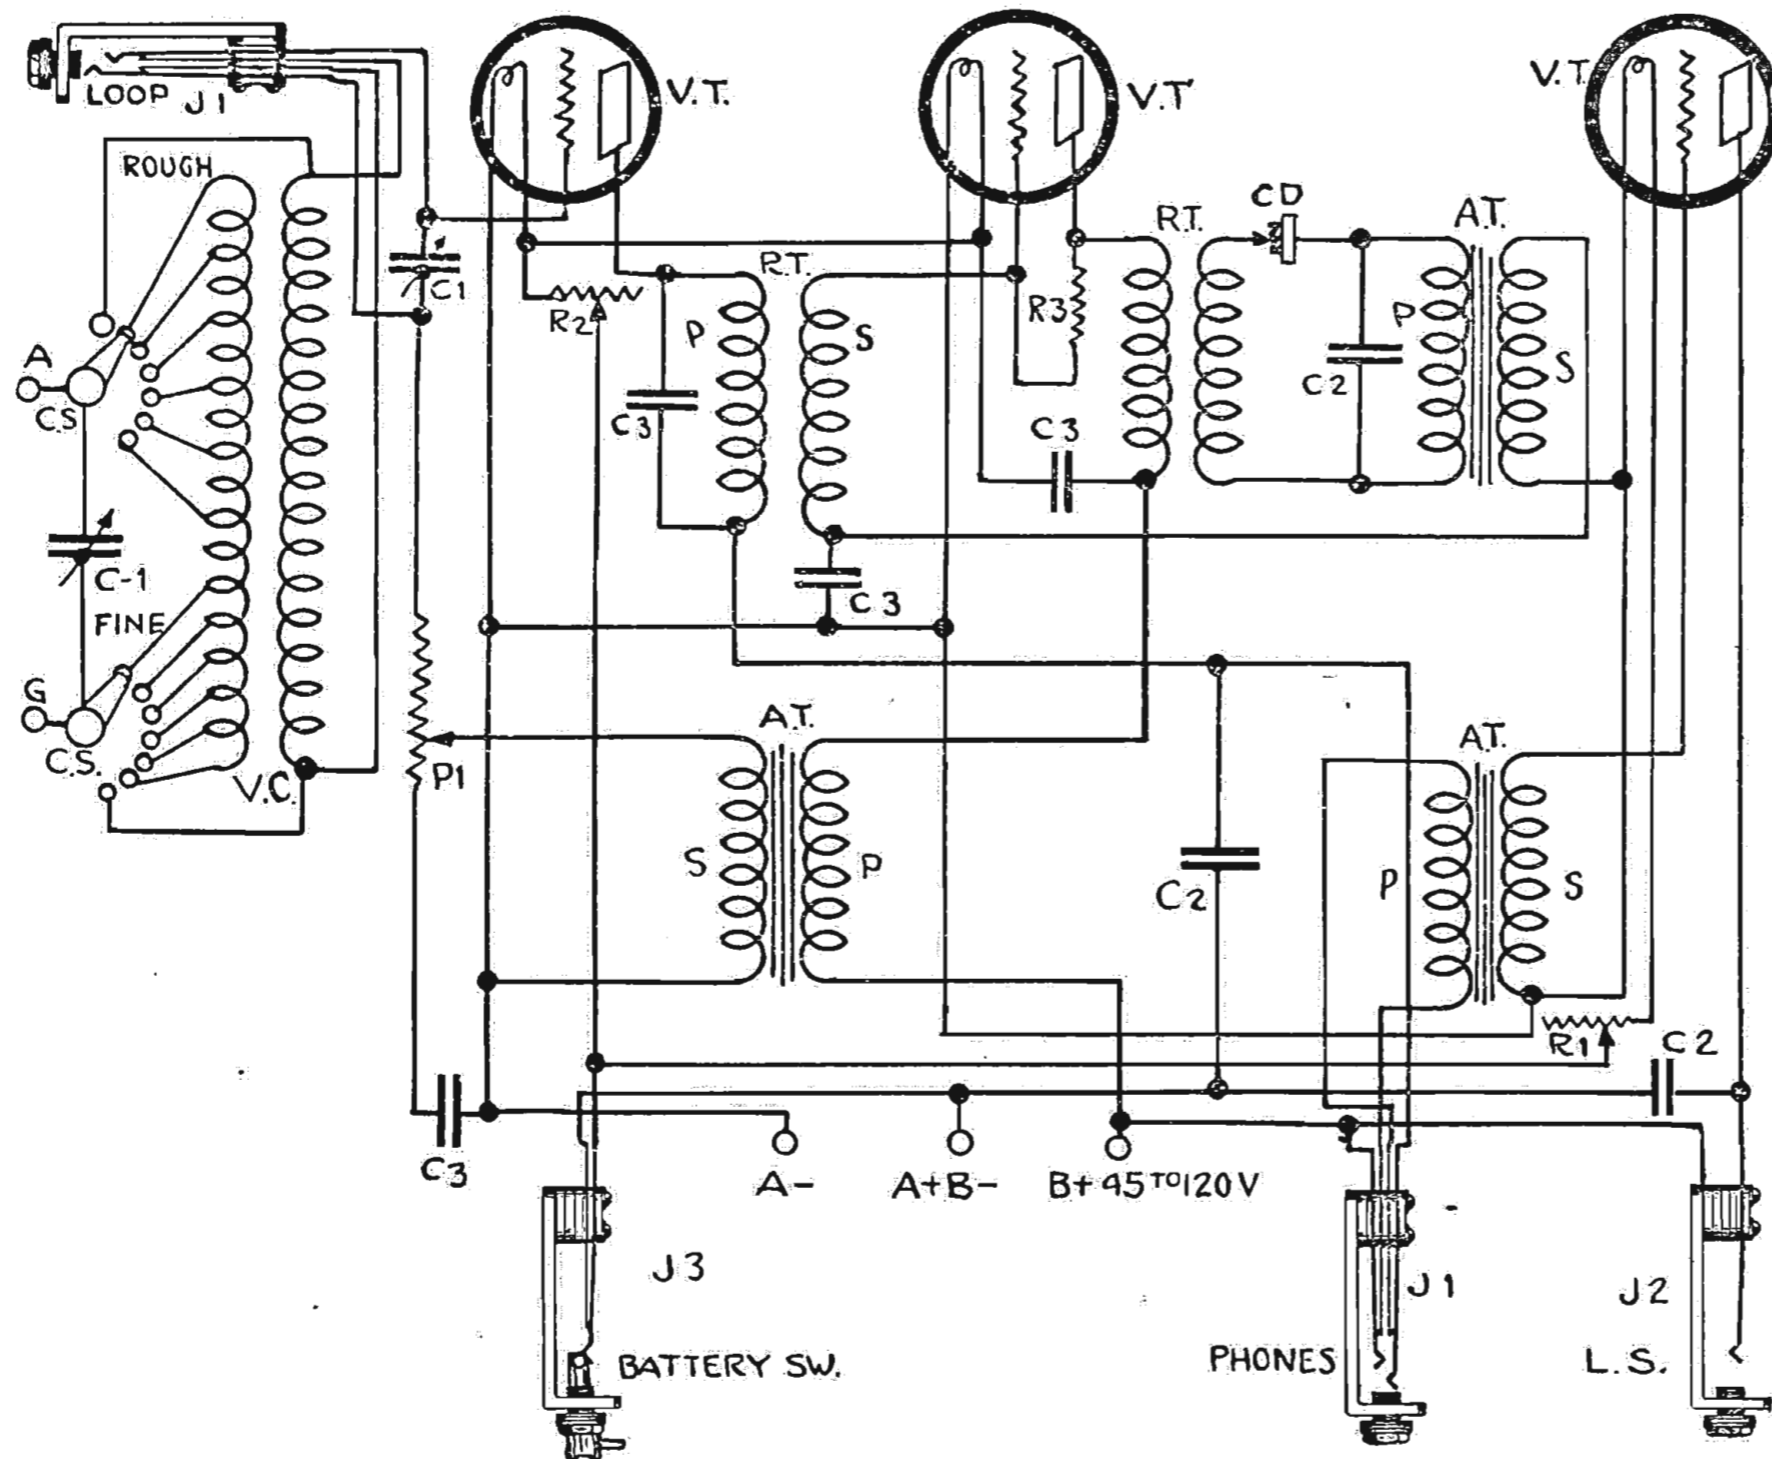 LOOP J1
V.T.
V.T
V.T
ROUGH
CD
R.T.
A.T.
R.T.
C1
R2
R3
P
S
P
S
A
C.S
C3
C2
C3
C-1
C3
FINE
G
C.S.
V.C.
P1
A.T.
A.T.
S
P
C2
P
S
R1
C2
C3
A-
A+B-
B+45 TO 120V
J3
J1
J2
BATTERY SW.
PHONES
L.S.